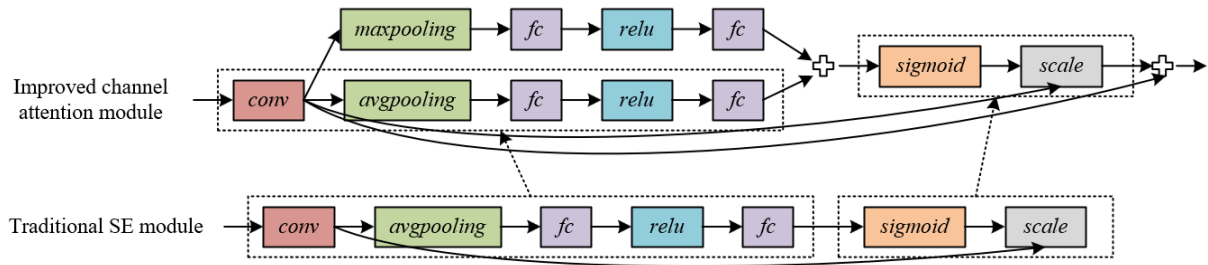 maxpooling fc relu fc
Improved channel
attention module
conv avgpooling fc relu fc
sigmoid scale
Traditional SE module
conv avgpooling fc relu fc sigmoid scale